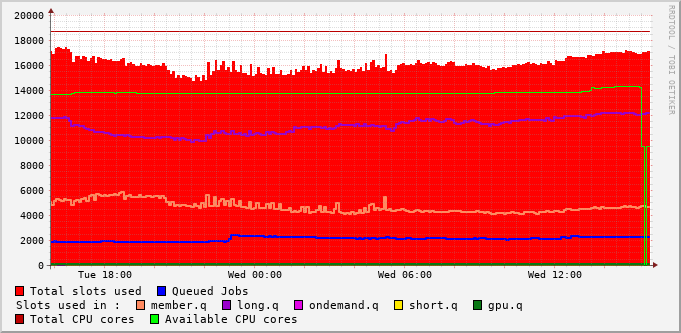 20000
18000
16000
14000
12000
10000
8000
6000
4000
2000
0
Tue 18:00 Wed 00:00 Wed 06:00 Wed 12:00
RRDTOOL / TOBI OETIKER
Total slots used Queued Jobs
Slots used in : member.q long.q ondemand.q short.q gpu.q
Total CPU cores Available CPU cores